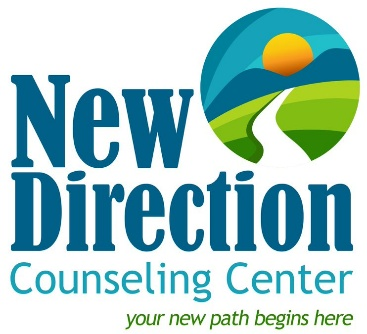 New
Direction
Counseling Center
your new path begins here